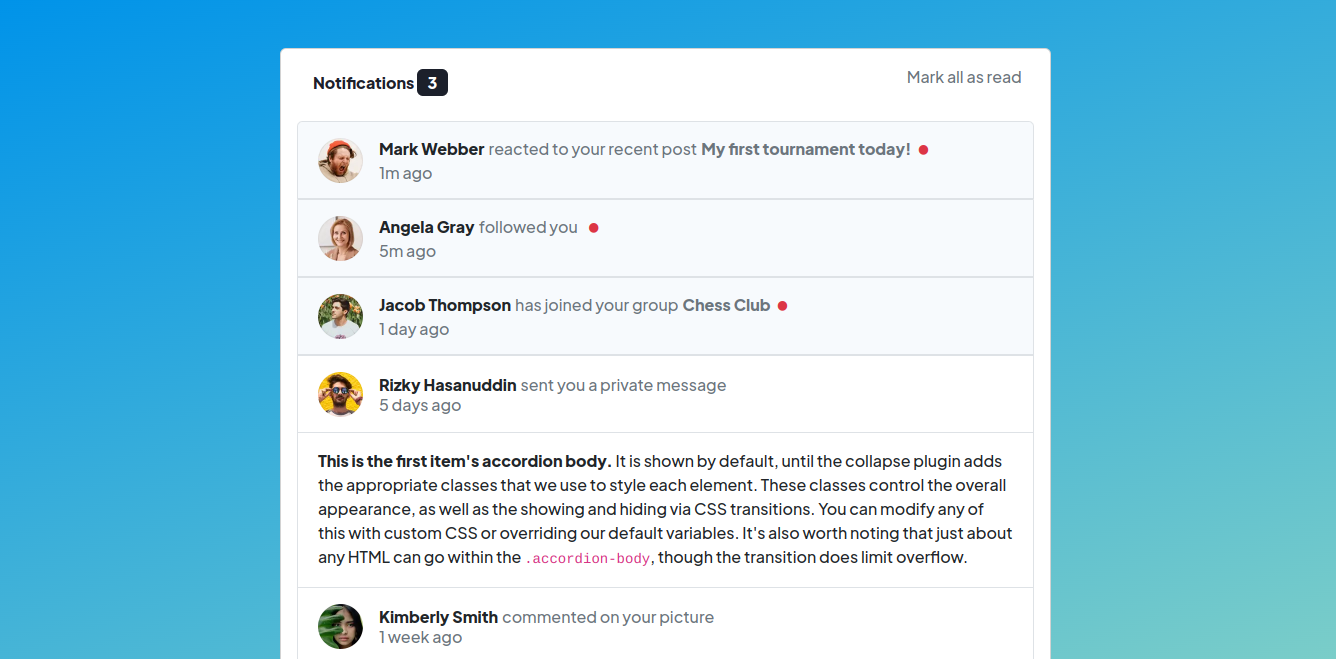 Notifications 3
Mark all as read
Mark Webber reacted to your recent post My first tournament today!
1m ago
Angela Gray followed you
5m ago
Jacob Thompson has joined your group Chess Club
1 day ago
Rizky Hasanuddin sent you a private message
5 days ago
This is the first item's accordion body. It is shown by default, until the collapse plugin adds
the appropriate classes that we use to style each element. These classes control the overall
appearance, as well as the showing and hiding via CSS transitions. You can modify any of
this with custom CSS or overriding our default variables. It's also worth noting that just about
any HTML can go within the .accordion-body, though the transition does limit overflow.
Kimberly Smith commented on your picture
1 week ago